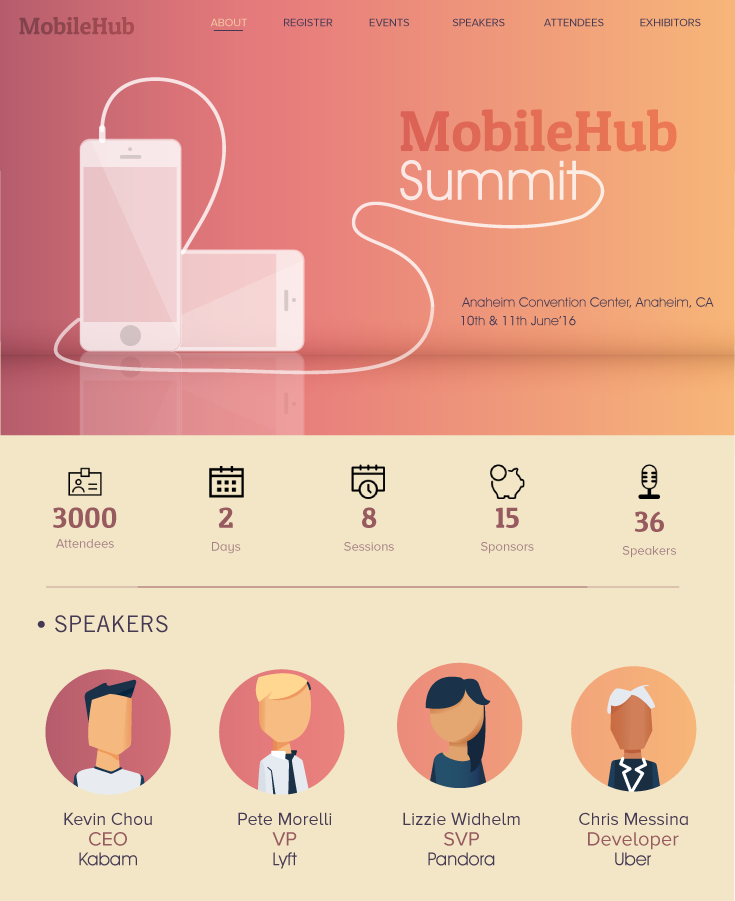 MobileHub
ABOUT REGISTER EVENTS SPEAKERS ATTENDEES EXHIBITORS
MobileHub
Summit
Anaheim Convention Center, Anaheim, CA
10th & 11th June'16
3000 2 8 15 36
Attendees Days Sessions Sponsors Speakers
• SPEAKERS
Kevin Chou Pete Morelli Lizzie Widhelm Chris Messina
CEO VP SVP Developer
Kabam Lyft Pandora Uber